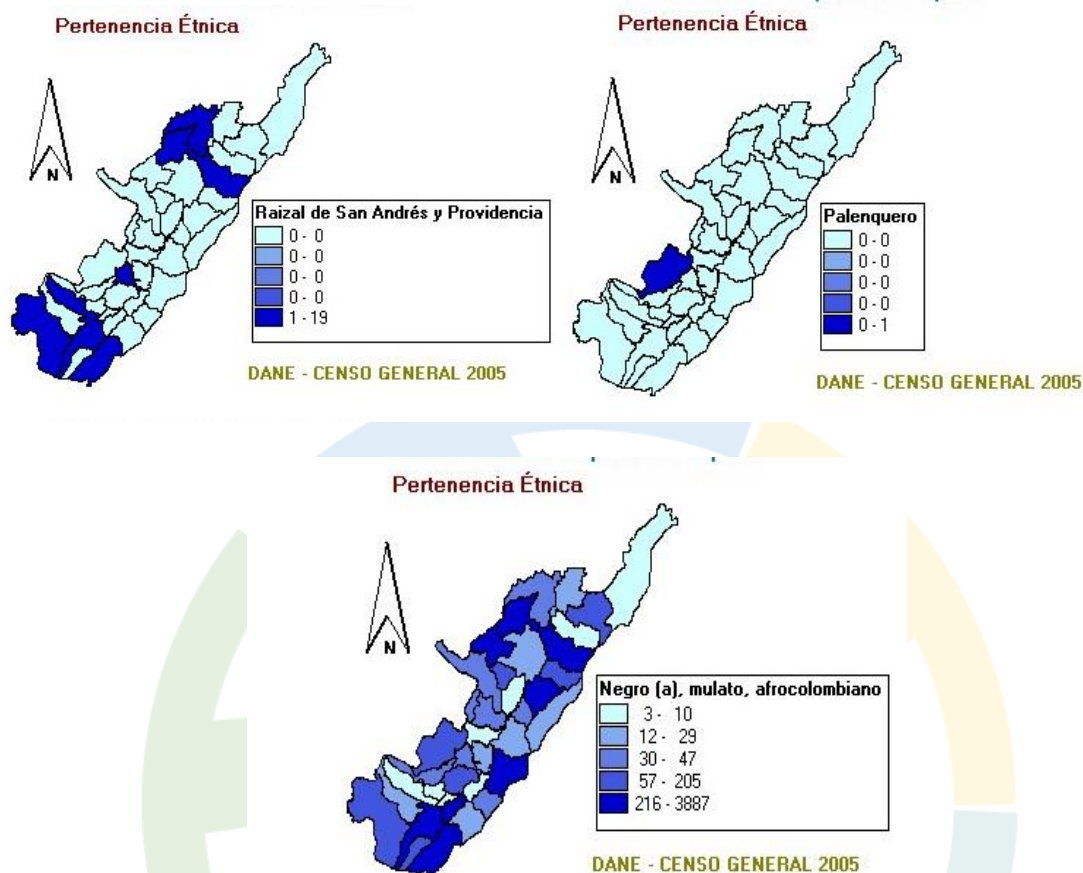 Pertenencia Étnica
N
Raizal de San Andrés y Providencia
0 - 0
0 - 0
0 - 0
0 - 0
1 - 19
DANE - CENSO GENERAL 2005
Pertenencia Étnica
N
Palenquero
0 - 0
0 - 0
0 - 0
0 - 0
0 - 1
DANE - CENSO GENERAL 2005
Pertenencia Étnica
N
Negro (a), mulato, afrocolombiano
3 - 10
12 - 29
30 - 47
57 - 205
216 - 3887
DANE - CENSO GENERAL 2005